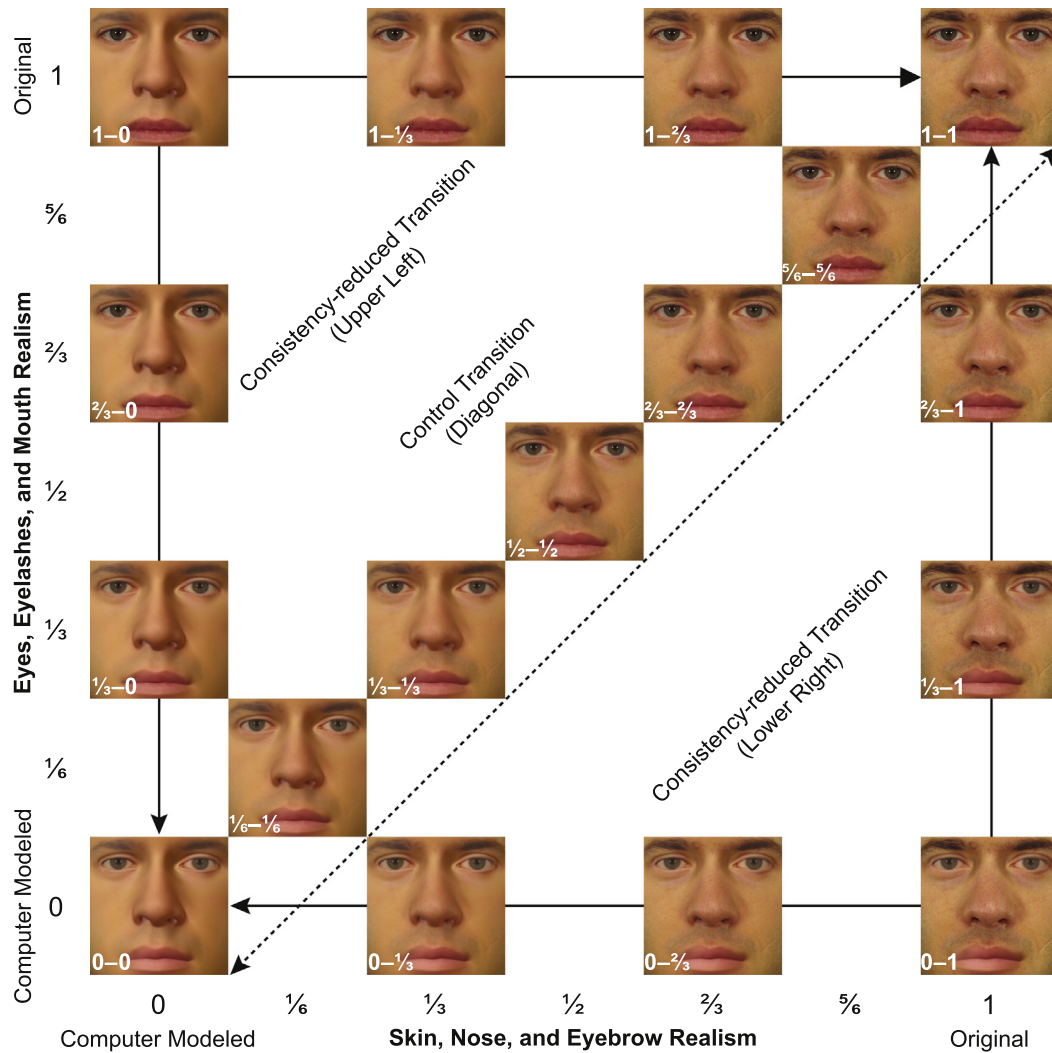 Original
1
1–0
1–⅓
1–⅔
1–1
⅚
⅚–⅚
Consistency-reduced Transition
(Upper Left)
Eyes, Eyelashes, and Mouth Realism
⅔
⅔–0
Control Transition
(Diagonal)
⅔–⅔
⅔–1
½
½–½
⅓
⅓–0
⅓–⅓
⅓–1
Consistency-reduced Transition
(Lower Right)
⅙
⅙–⅙
Computer Modeled
0
0–0
0–⅓
0–⅔
0–1
0
⅙
⅓
½
⅔
⅚
1
Computer Modeled
Skin, Nose, and Eyebrow Realism
Original